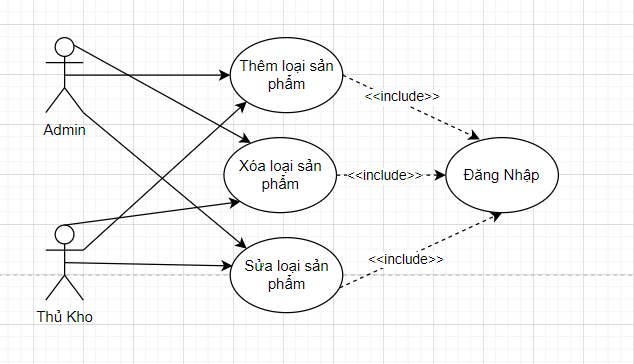 Thêm loại sản
phẩm
<<include>>
Admin
Xóa loại sản
phẩm
<<include>>
Đăng Nhập
Sửa loại sản
phẩm
<<include>>
Thủ Kho